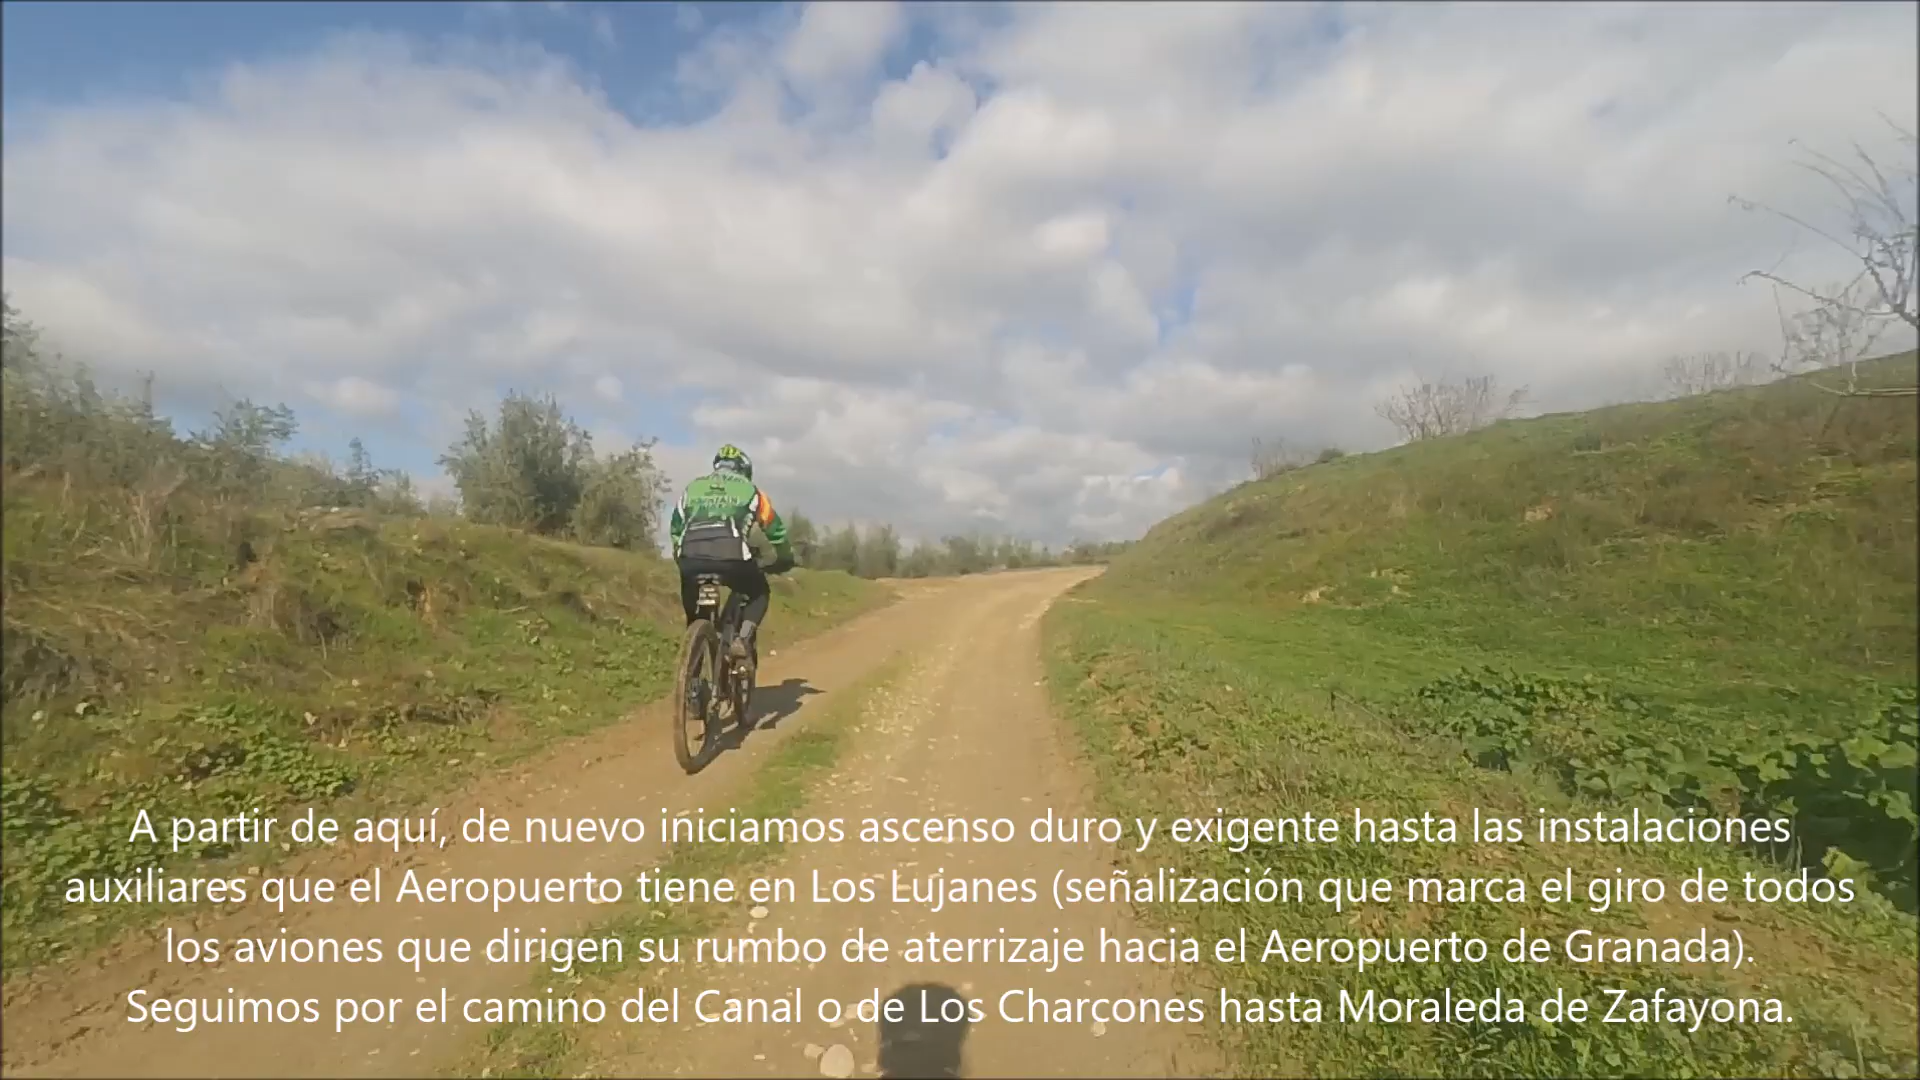 A partir de aquí, de nuevo iniciamos ascenso duro y exigente hasta las instalaciones
auxiliares que el Aeropuerto tiene en Los Lujanes (señalización que marca el giro de todos
los aviones que dirigen su rumbo de aterrizaje hacia el Aeropuerto de Granada).
Seguimos por el camino del Canal o de Los Charcones hasta Moraleda de Zafayona.